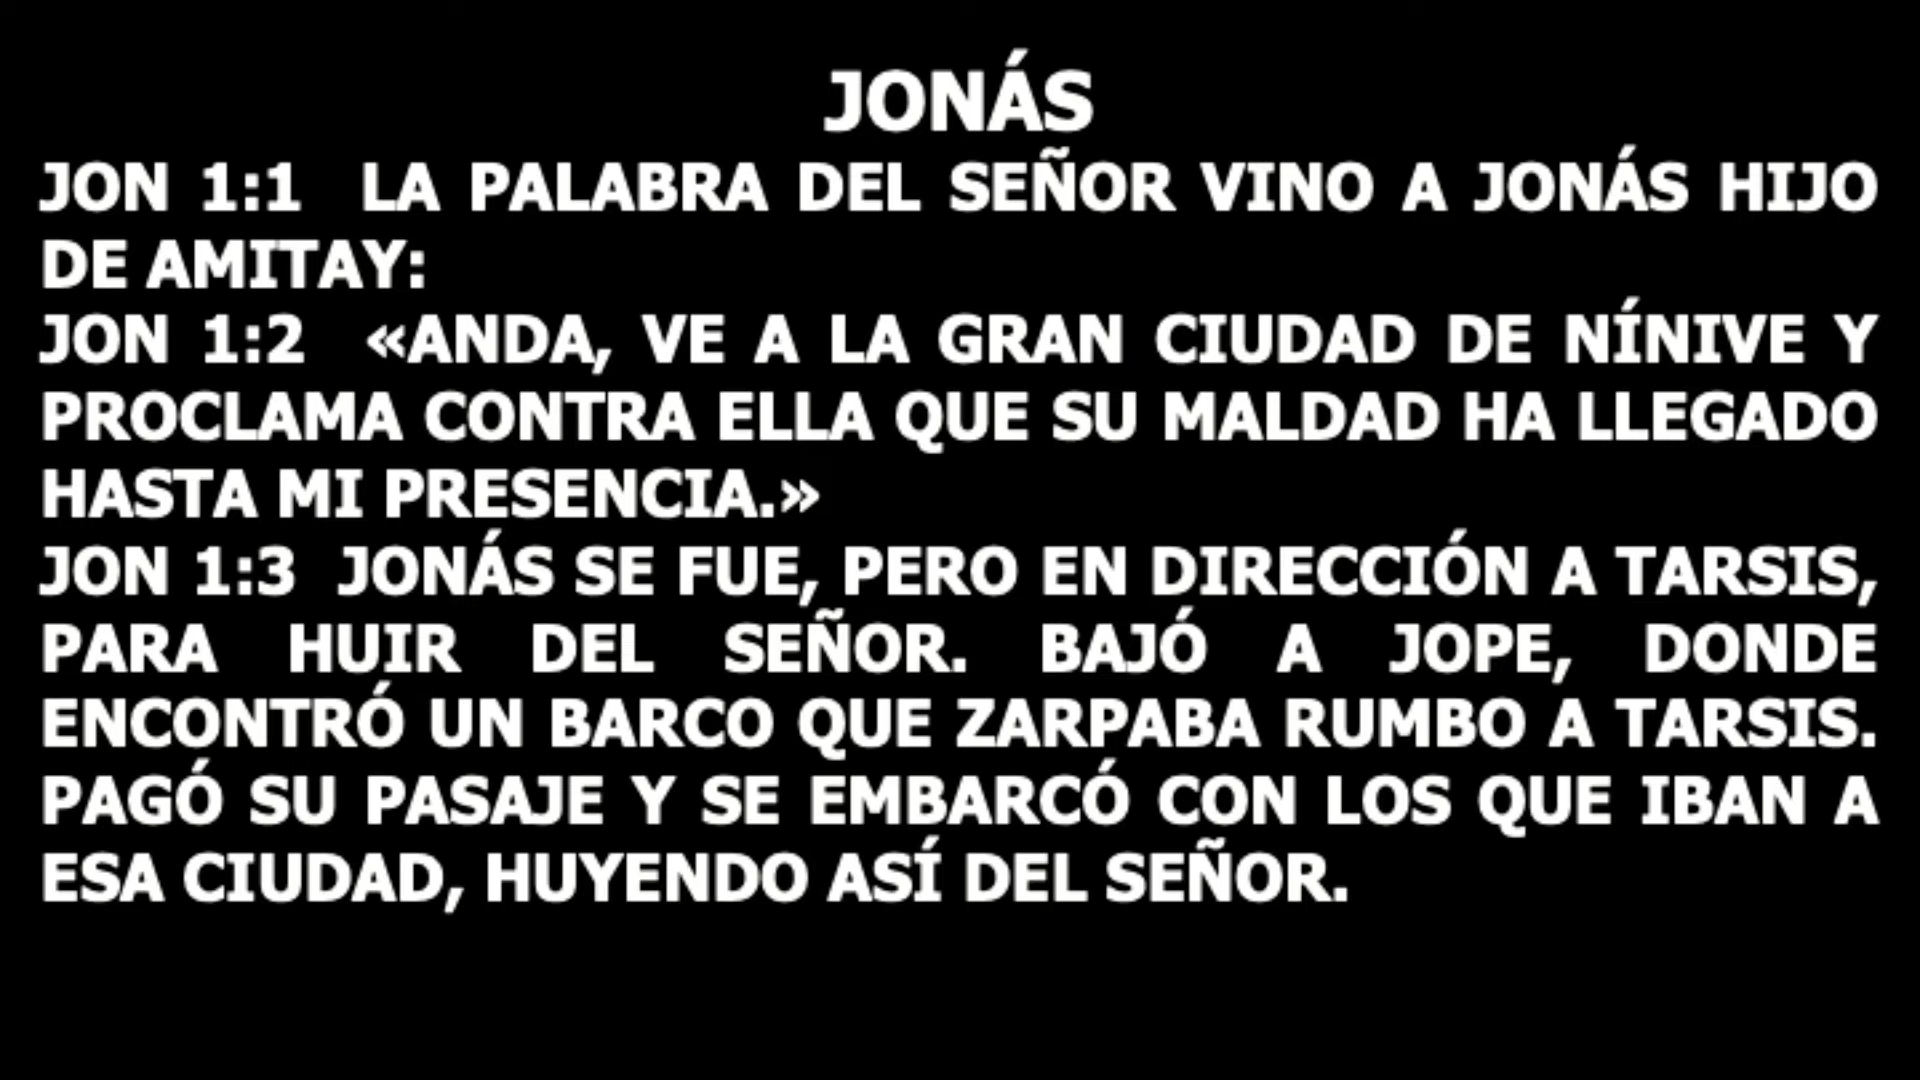 JONÁS
JON 1:1 LA PALABRA DEL SEÑOR VINO A JONÁS HIJO
DE AMITAY:
JON 1:2 «ANDA, VE A LA GRAN CIUDAD DE NÍNIVE Y
PROCLAMA CONTRA ELLA QUE SU MALDAD HA LLEGADO
HASTA MI PRESENCIA.»
JON 1:3 JONÁS SE FUE, PERO EN DIRECCIÓN A TARSIS,
PARA HUIR DEL SEÑOR. BAJÓ A JOPE, DONDE
ENCONTRÓ UN BARCO QUE ZARPABA RUMBO A TARSIS.
PAGÓ SU PASAJE Y SE EMBARCÓ CON LOS QUE IBAN A
ESA CIUDAD, HUYENDO ASÍ DEL SEÑOR.